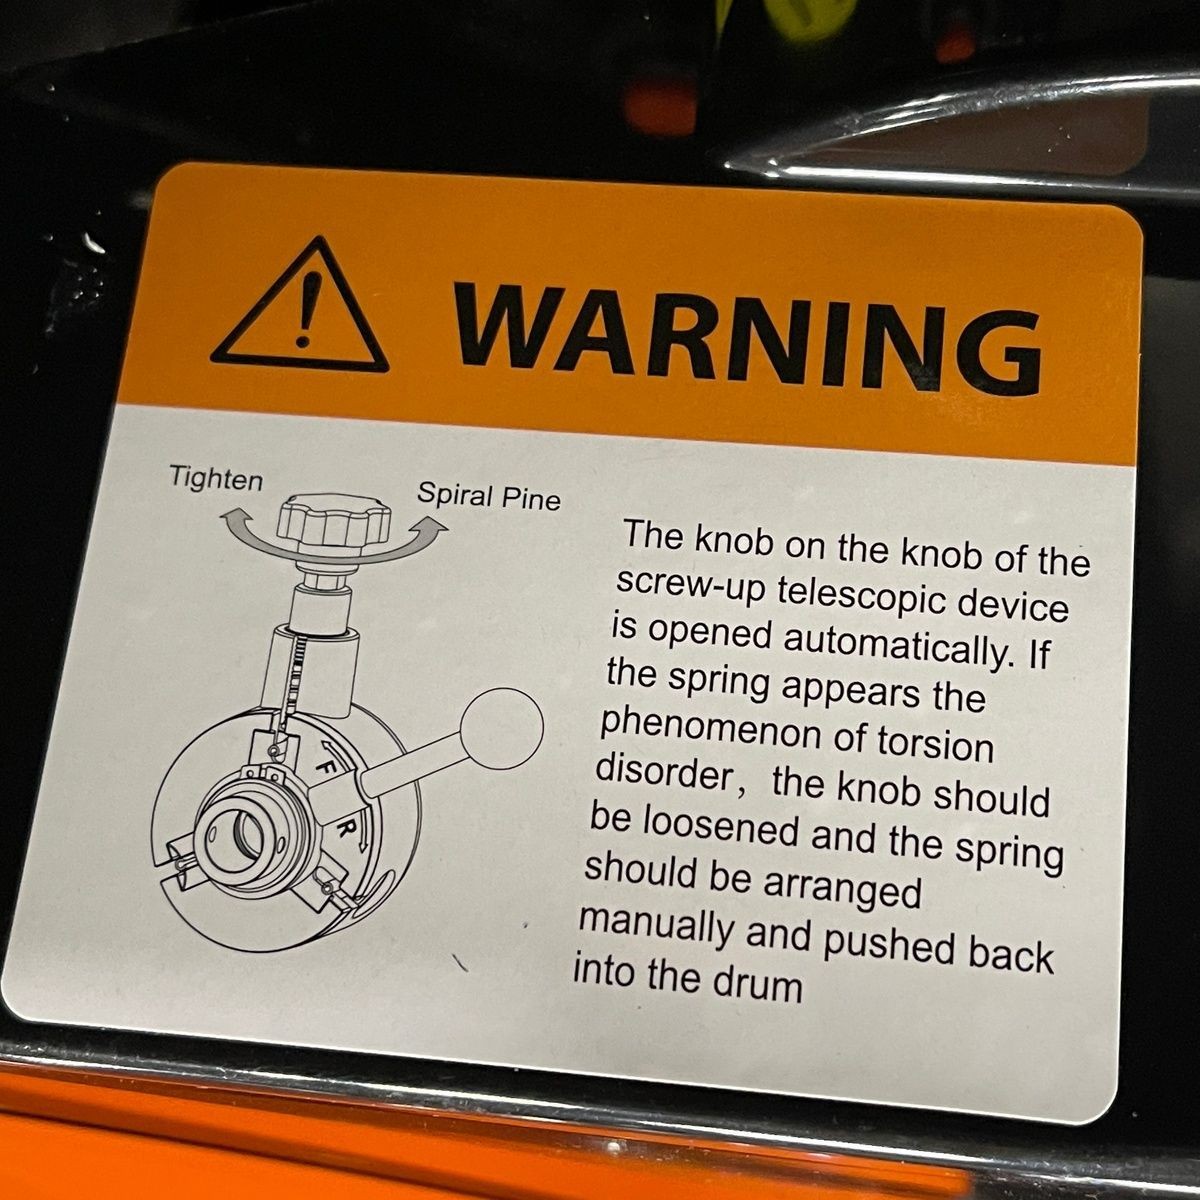 WARNING
Tighten
Spiral Pine
The knob on the knob of the
screw-up telescopic device
is opened automatically. If
the spring appears the
phenomenon of torsion
disorder, the knob should
be loosened and the spring
should be arranged
manually and pushed back
into the drum
F
R